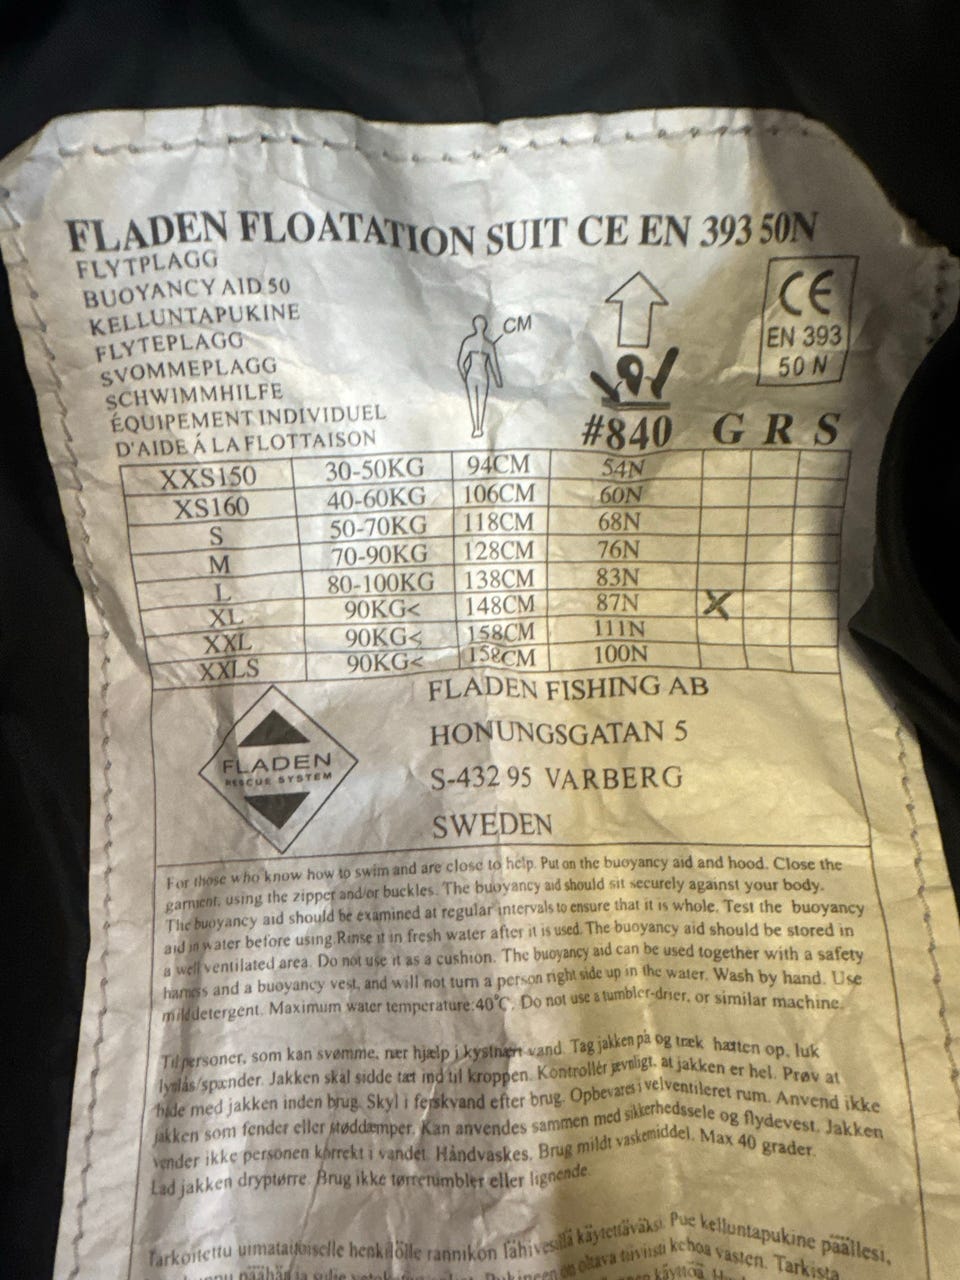 FLADEN FLOATATION SUIT CE EN 393 50N
FLYTPLAGG
BUOYANCY AID 50
KELLUNTAPUKINE
FLYTEPLAGG
SVOMMEPLAGG
SCHWIMMHILFE
ÉQUIPEMENT INDIVIDUEL
D'AIDE Á LA FLOTTAISON
CM
CE
EN 393
50 N
#840 G R S
XXS150 30-50KG 94CM 54N
XS160 40-60KG 106CM 60N
S 50-70KG 118CM 68N
M 70-90KG 128CM 76N
L 80-100KG 138CM 83N
XL 90KG< 148CM 87N X
XXL 90KG< 158CM 111N
XXLS 90KG< 158CM 100N
FLADEN
RESCUE SYSTEM
FLADEN FISHING AB
HONUNGSGATAN 5
S-432 95 VARBERG
SWEDEN
For those who know how to swim and are close to help. Put on the buoyancy aid and hood. Close the
garment, using the zipper and/or buckles. The buoyancy aid should sit securely against your body.
The buoyancy aid should be examined at regular intervals to ensure that it is whole. Test the buoyancy
aid in water before using.Rinse it in fresh water after it is used. The buoyancy aid should be stored in
a well ventilated area. Do not use it as a cushion. The buoyancy aid can be used together with a safety
harness and a buoyancy vest, and will not turn a person right side up in the water. Wash by hand. Use
mild detergent. Maximum water temperature:40°C. Do not use a tumbler-drier, or similar machine.
Til personer, som kan svømme, nær hjælp i kystnært vand. Tag jakken på og træk hætten op, luk
lynlås/spænder. Jakken skal sidde tæt ind til kroppen. Kontrollér jevnligt, at jakken er hel. Prøv at
flyde med jakken inden brug. Skyl i ferskvand efter brug. Opbevares i velventileret rum. Anvend ikke
jakken som fender eller støddæmper. Kan anvendes sammen med sikkerhedssele og flydevest. Jakken
vender ikke personen korrekt i vandet. Håndvaskes. Brug mildt vaskemiddel. Max 40 grader.
Lad jakken dryptørre. Brug ikke tørretumbler eller lignende.
Tarkoitettu uimataitoiselle henkilölle rannikon lähivesillä käytettäväksi. Pue kelluntapukine päällesi,
oltava tiiviisti kehoa vasten. Tarkista